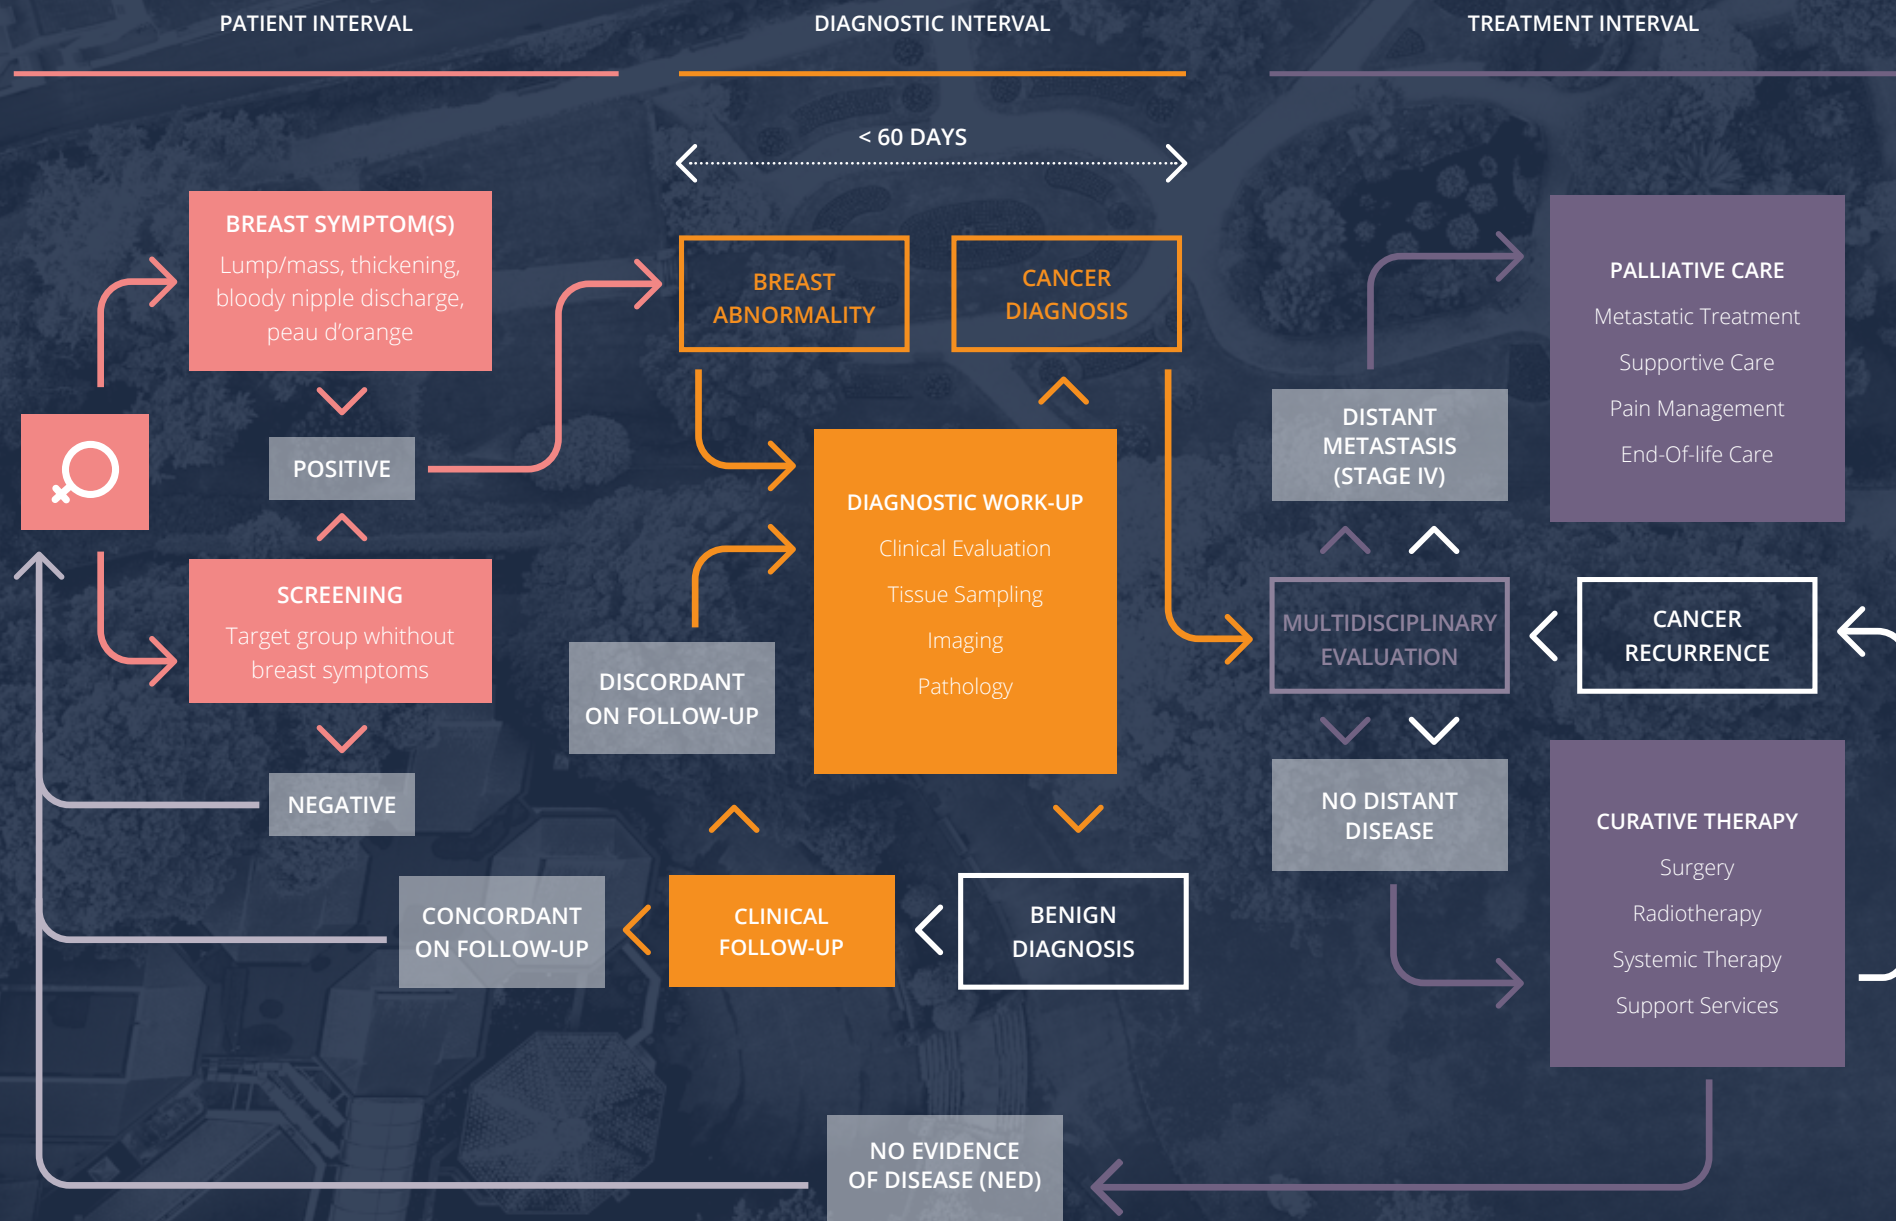 PATIENT INTERVAL
DIAGNOSTIC INTERVAL
TREATMENT INTERVAL
< 60 DAYS
BREAST SYMPTOM(S)
Lump/mass, thickening,
bloody nipple discharge,
peau d'orange
POSITIVE
SCREENING
Target group whithout
breast symptoms
NEGATIVE
BREAST
ABNORMALITY
CANCER
DIAGNOSIS
DIAGNOSTIC WORK-UP
Clinical Evaluation
Tissue Sampling
Imaging
Pathology
DISCORDANT
ON FOLLOW-UP
CONCORDANT
ON FOLLOW-UP
CLINICAL
FOLLOW-UP
BENIGN
DIAGNOSIS
DISTANT
METASTASIS
(STAGE IV)
PALLIATIVE CARE
Metastatic Treatment
Supportive Care
Pain Management
End-Of-life Care
MULTIDISCIPLINARY
EVALUATION
CANCER
RECURRENCE
NO DISTANT
DISEASE
CURATIVE THERAPY
Surgery
Radiotherapy
Systemic Therapy
Support Services
NO EVIDENCE
OF DISEASE (NED)